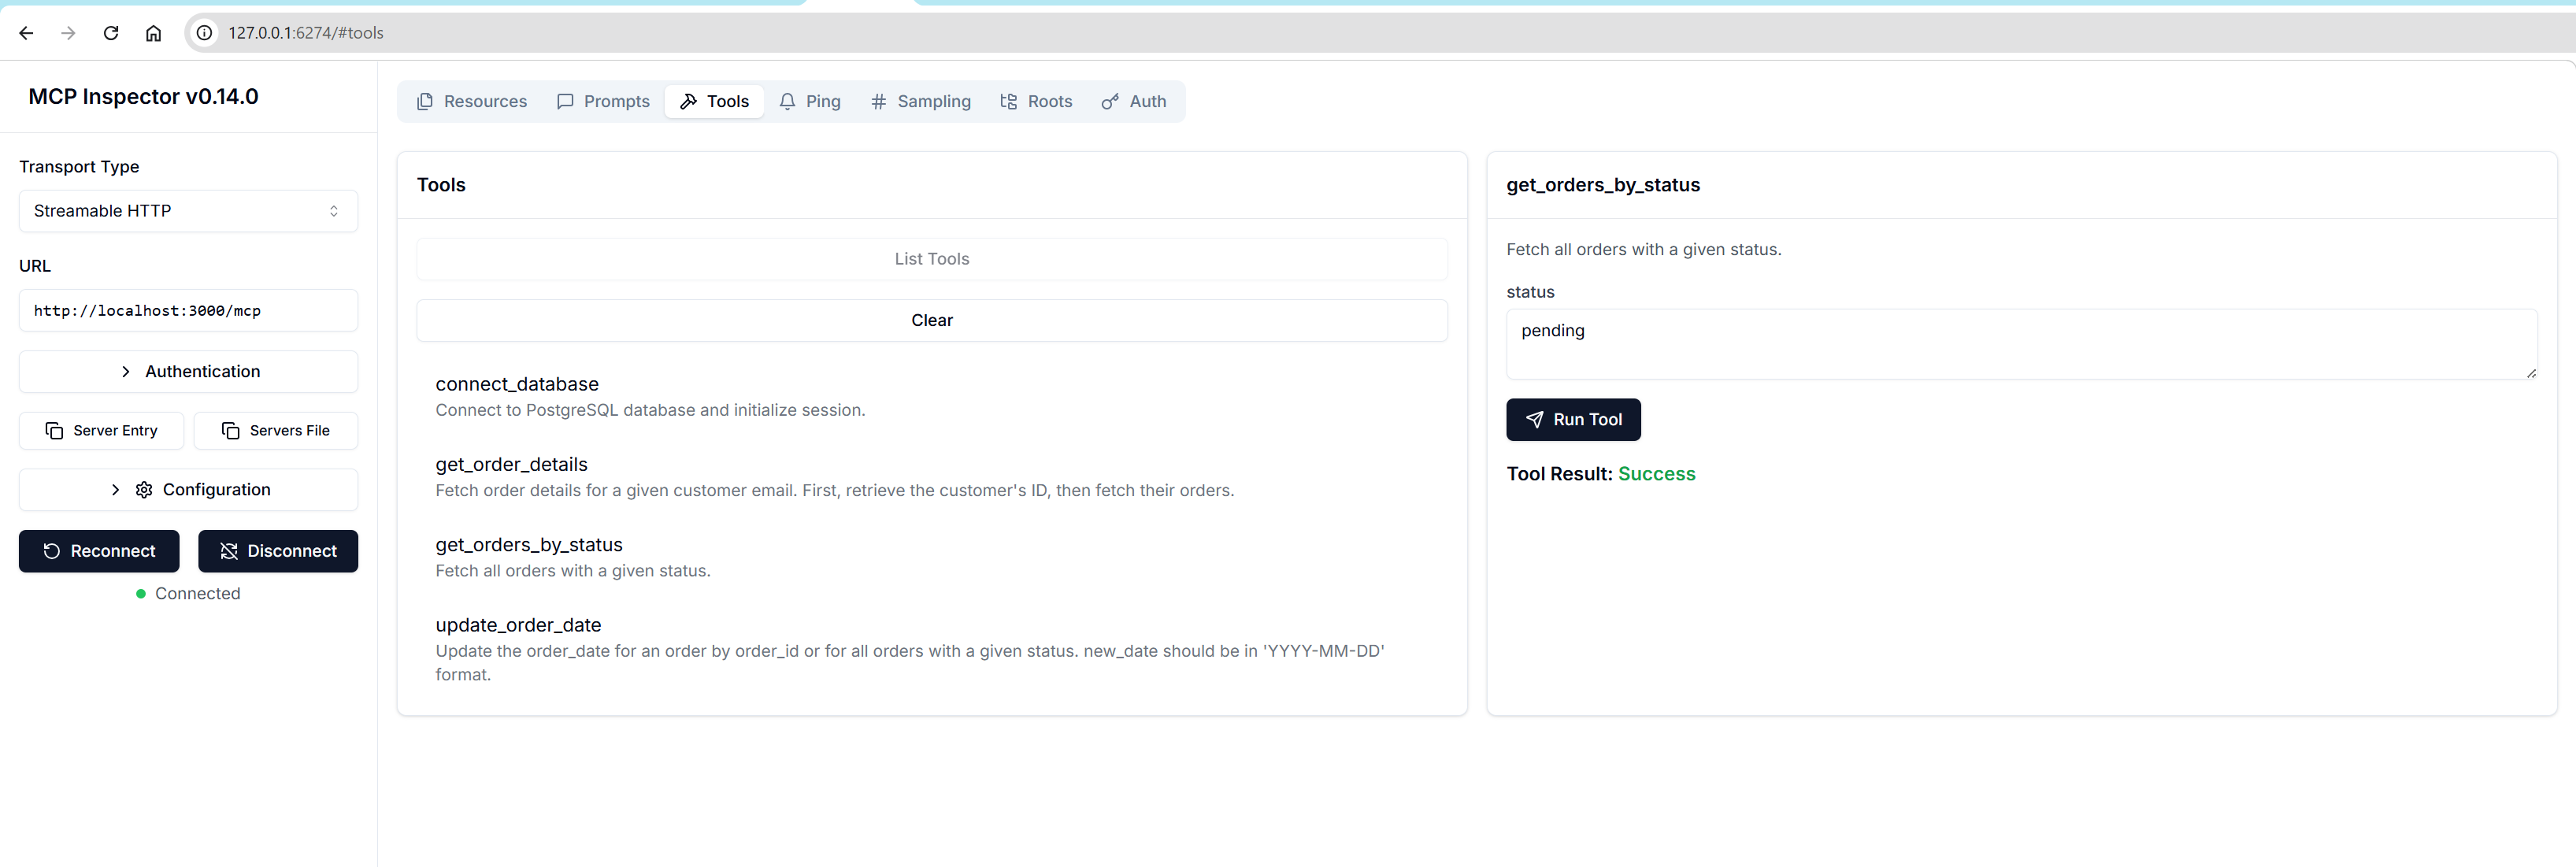 127.0.0.1:6274/#tools
MCP Inspector v0.14.0
Transport Type
Streamable HTTP
URL
http://localhost:3000/mcp
Authentication
Server Entry
Servers File
Configuration
Reconnect
Disconnect
Connected
Resources
Prompts
Tools
Ping
Sampling
Roots
Auth
Tools
List Tools
Clear
connect_database
Connect to PostgreSQL database and initialize session.
get_order_details
Fetch order details for a given customer email. First, retrieve the customer's ID, then fetch their orders.
get_orders_by_status
Fetch all orders with a given status.
update_order_date
Update the order_date for an order by order_id or for all orders with a given status. new_date should be in 'YYYY-MM-DD'
format.
get_orders_by_status
Fetch all orders with a given status.
status
pending
Run Tool
Tool Result: Success